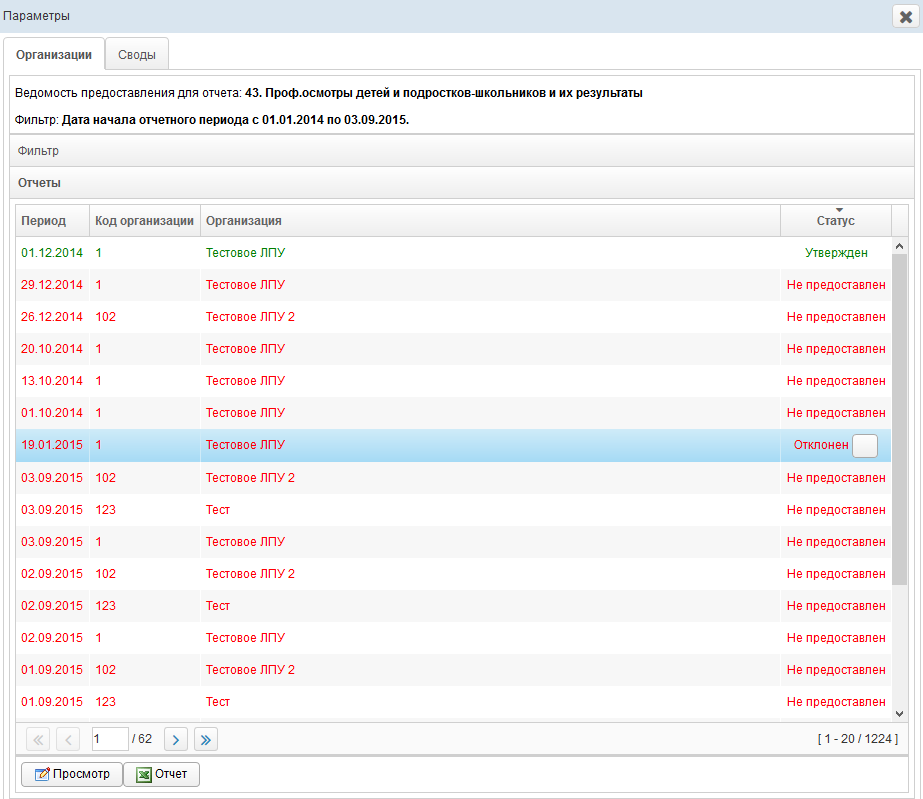 Параметры
Организации Своды
Ведомость предоставления для отчета: 43. Проф.осмотры детей и подростков-школьников и их результаты
Фильтр: Дата начала отчетного периода с 01.01.2014 по 03.09.2015.
Фильтр
Отчеты
Период Код организации Организация Статус
01.12.2014 1 Тестовое ЛПУ Утвержден
29.12.2014 1 Тестовое ЛПУ Не предоставлен
26.12.2014 102 Тестовое ЛПУ 2 Не предоставлен
20.10.2014 1 Тестовое ЛПУ Не предоставлен
13.10.2014 1 Тестовое ЛПУ Не предоставлен
01.10.2014 1 Тестовое ЛПУ Не предоставлен
19.01.2015 1 Тестовое ЛПУ Отклонен
03.09.2015 102 Тестовое ЛПУ 2 Не предоставлен
03.09.2015 123 Тест Не предоставлен
03.09.2015 1 Тестовое ЛПУ Не предоставлен
02.09.2015 102 Тестовое ЛПУ 2 Не предоставлен
02.09.2015 123 Тест Не предоставлен
02.09.2015 1 Тестовое ЛПУ Не предоставлен
01.09.2015 102 Тестовое ЛПУ 2 Не предоставлен
01.09.2015 123 Тест Не предоставлен
1 / 62 [ 1 - 20 / 1224 ]
Просмотр Отчет